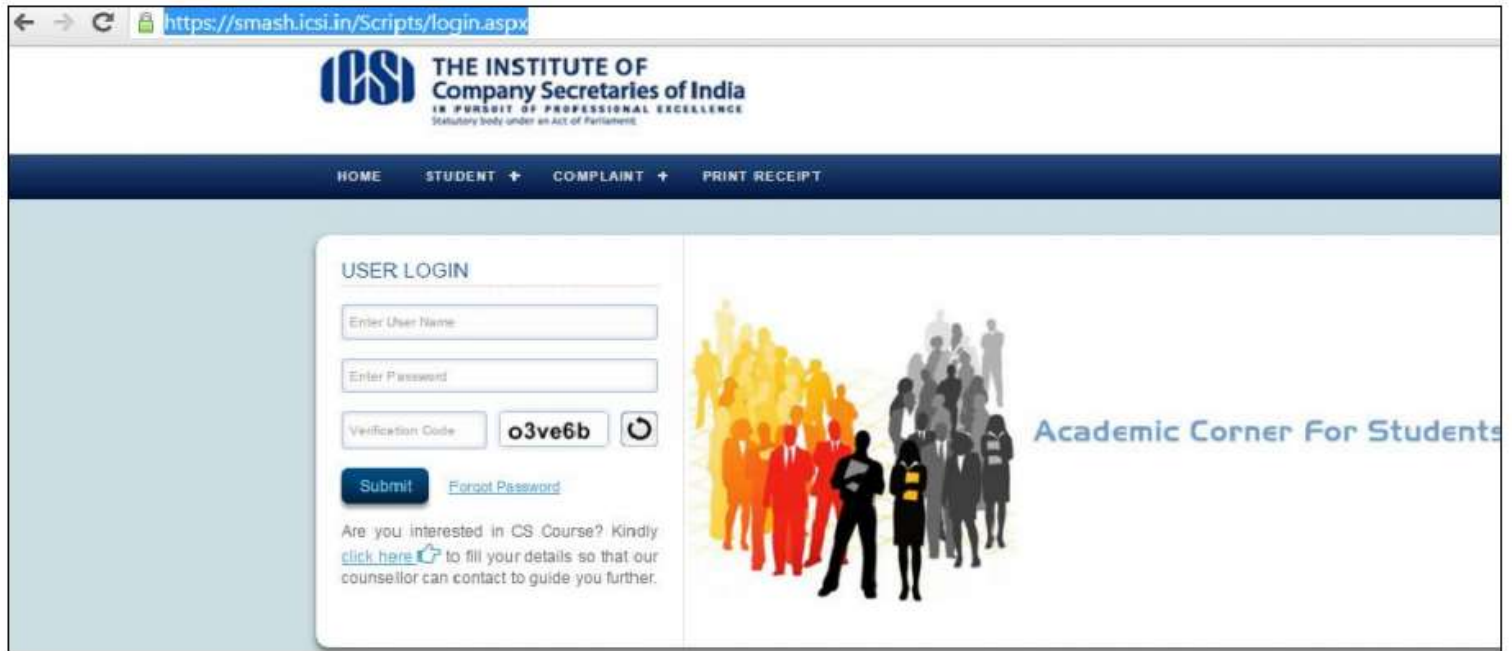 https://smash.icsi.in/Scripts/login.aspx
ICSI
THE INSTITUTE OF
Company Secretaries of India
IN PURSUIT OF PROFESSIONAL EXCELLENCE
Statutory body under an Act of Parliament
HOME STUDENT + COMPLAINT + PRINT RECEIPT
USER LOGIN
Enter User Name
Enter Password
Verification Code o3ve6b
Submit Forgot Password
Are you interested in CS Course? Kindly
click here to fill your details so that our
counsellor can contact to guide you further.
Academic Corner For Students